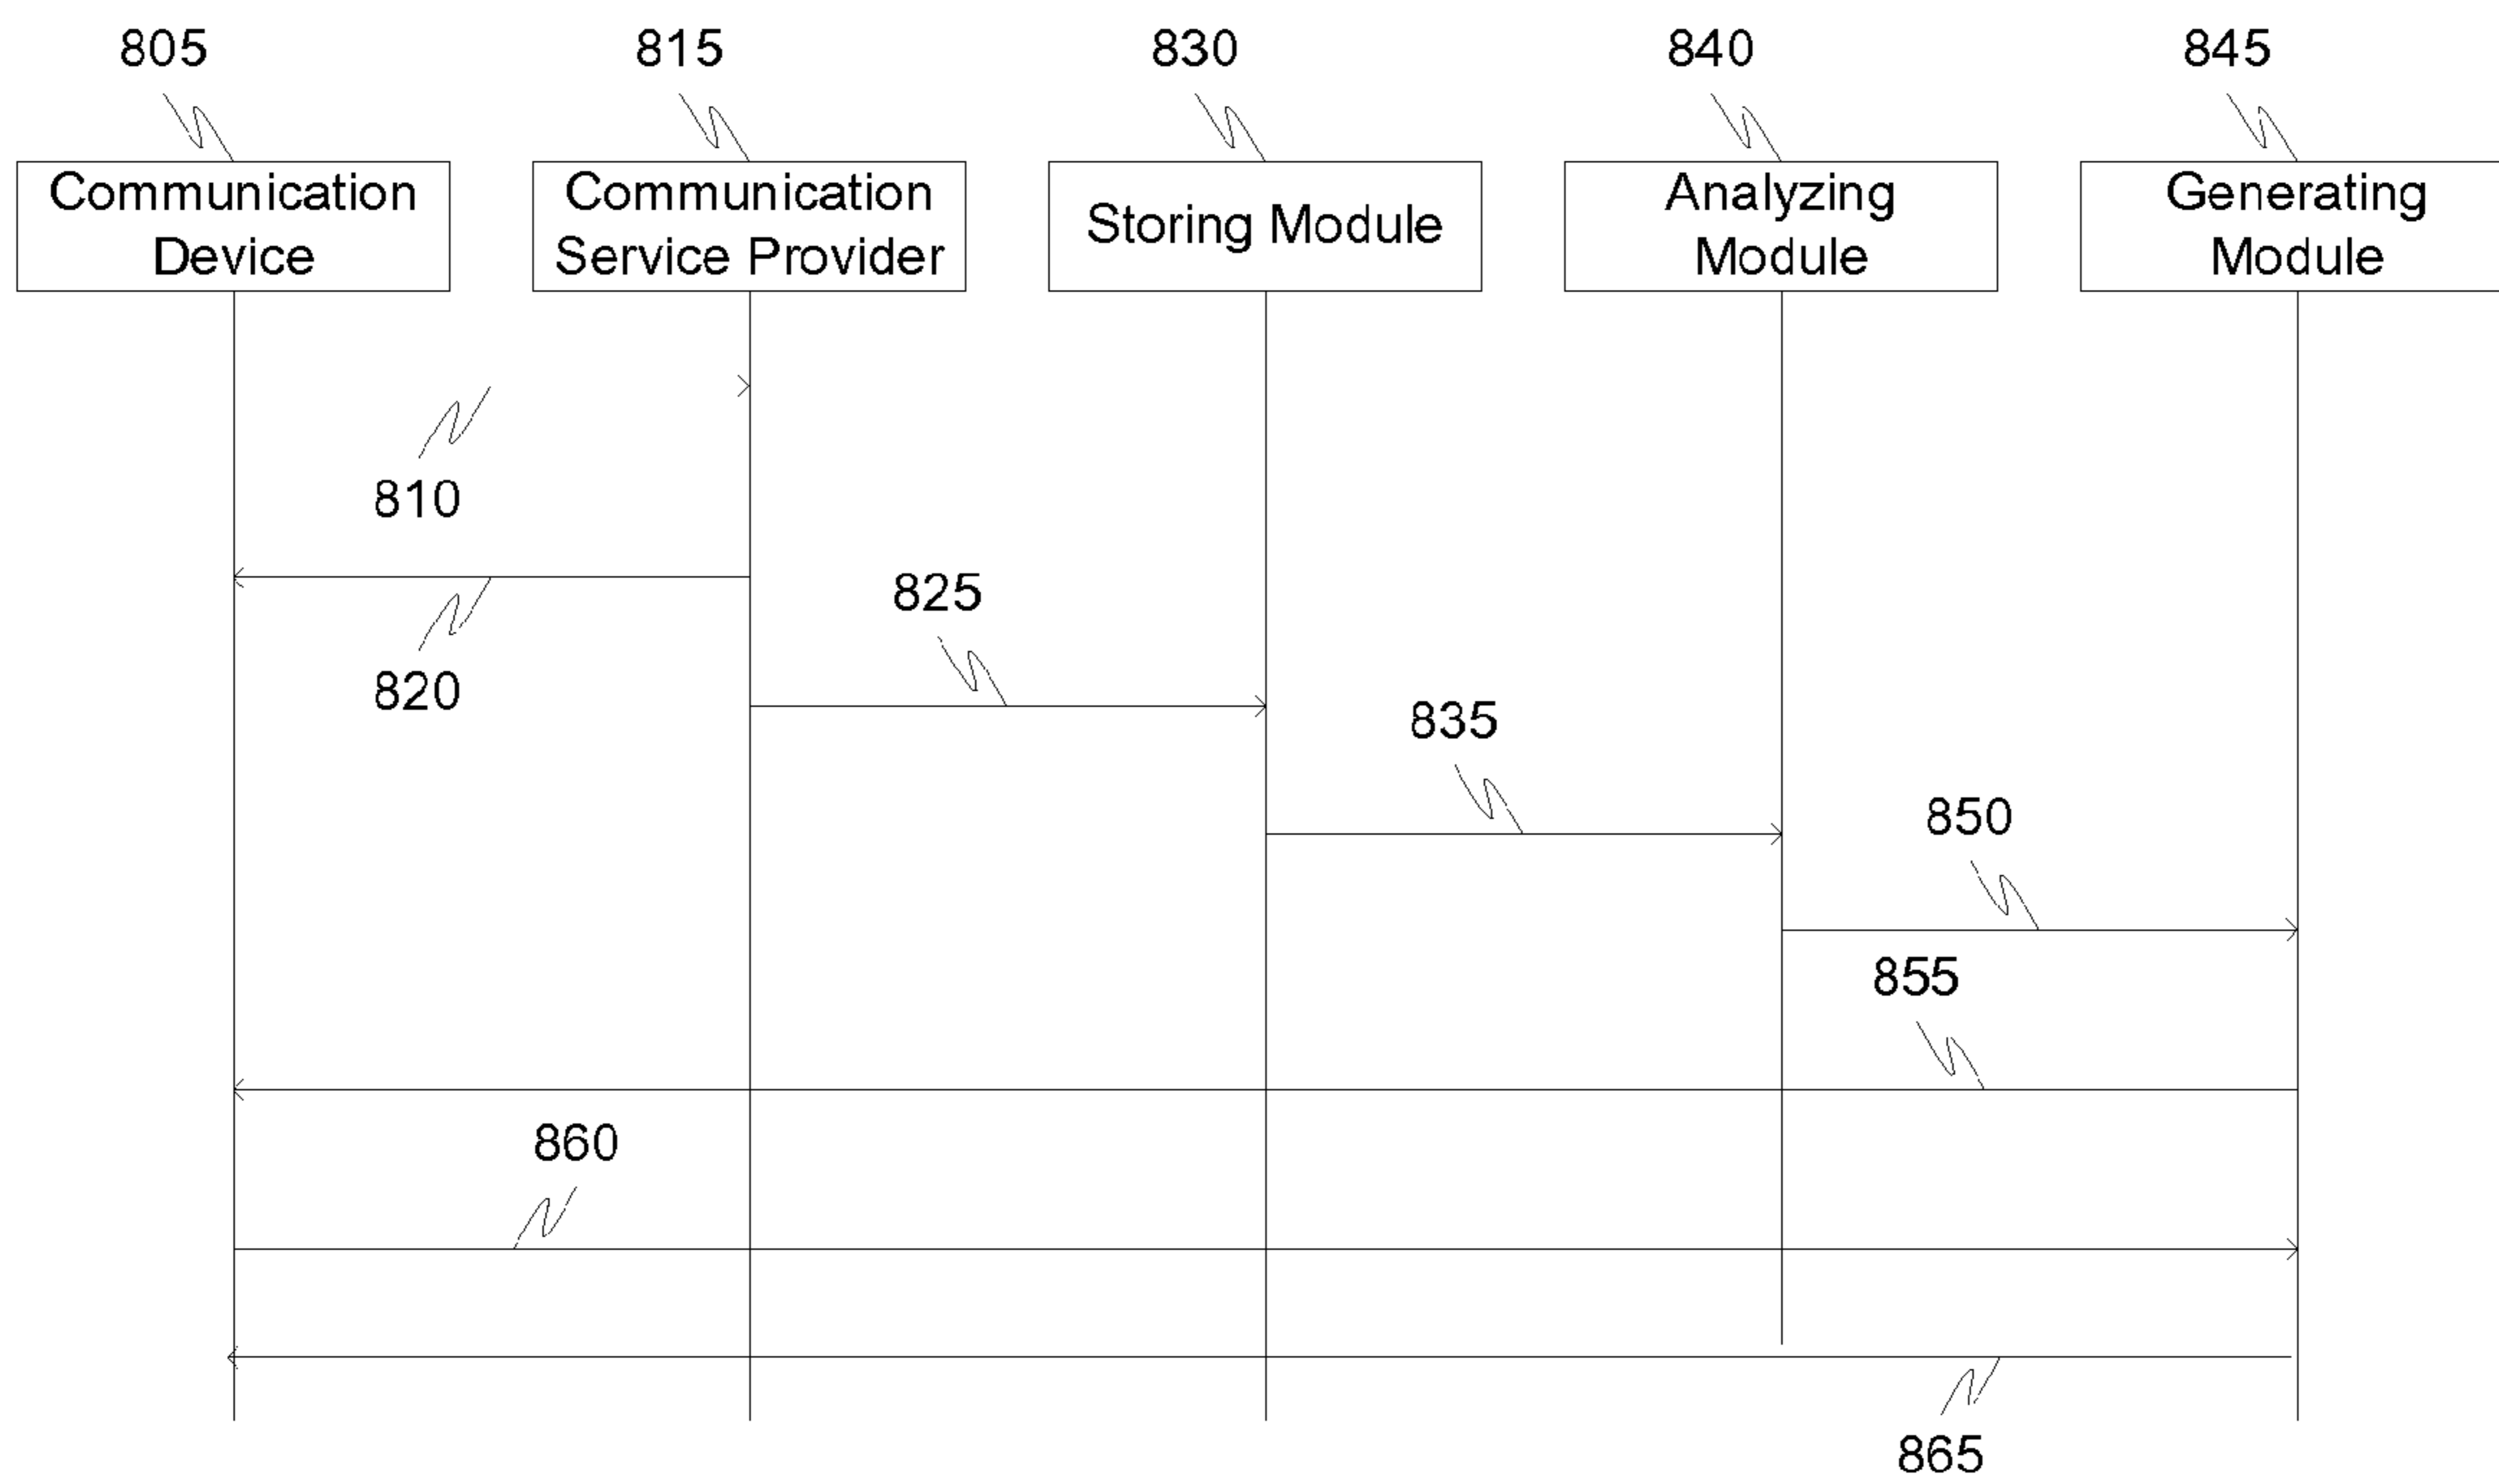 805
815
830
840
845
Communication
Device
Communication
Service Provider
Storing Module
Analyzing
Module
Generating
Module
810
820
825
835
850
855
860
865